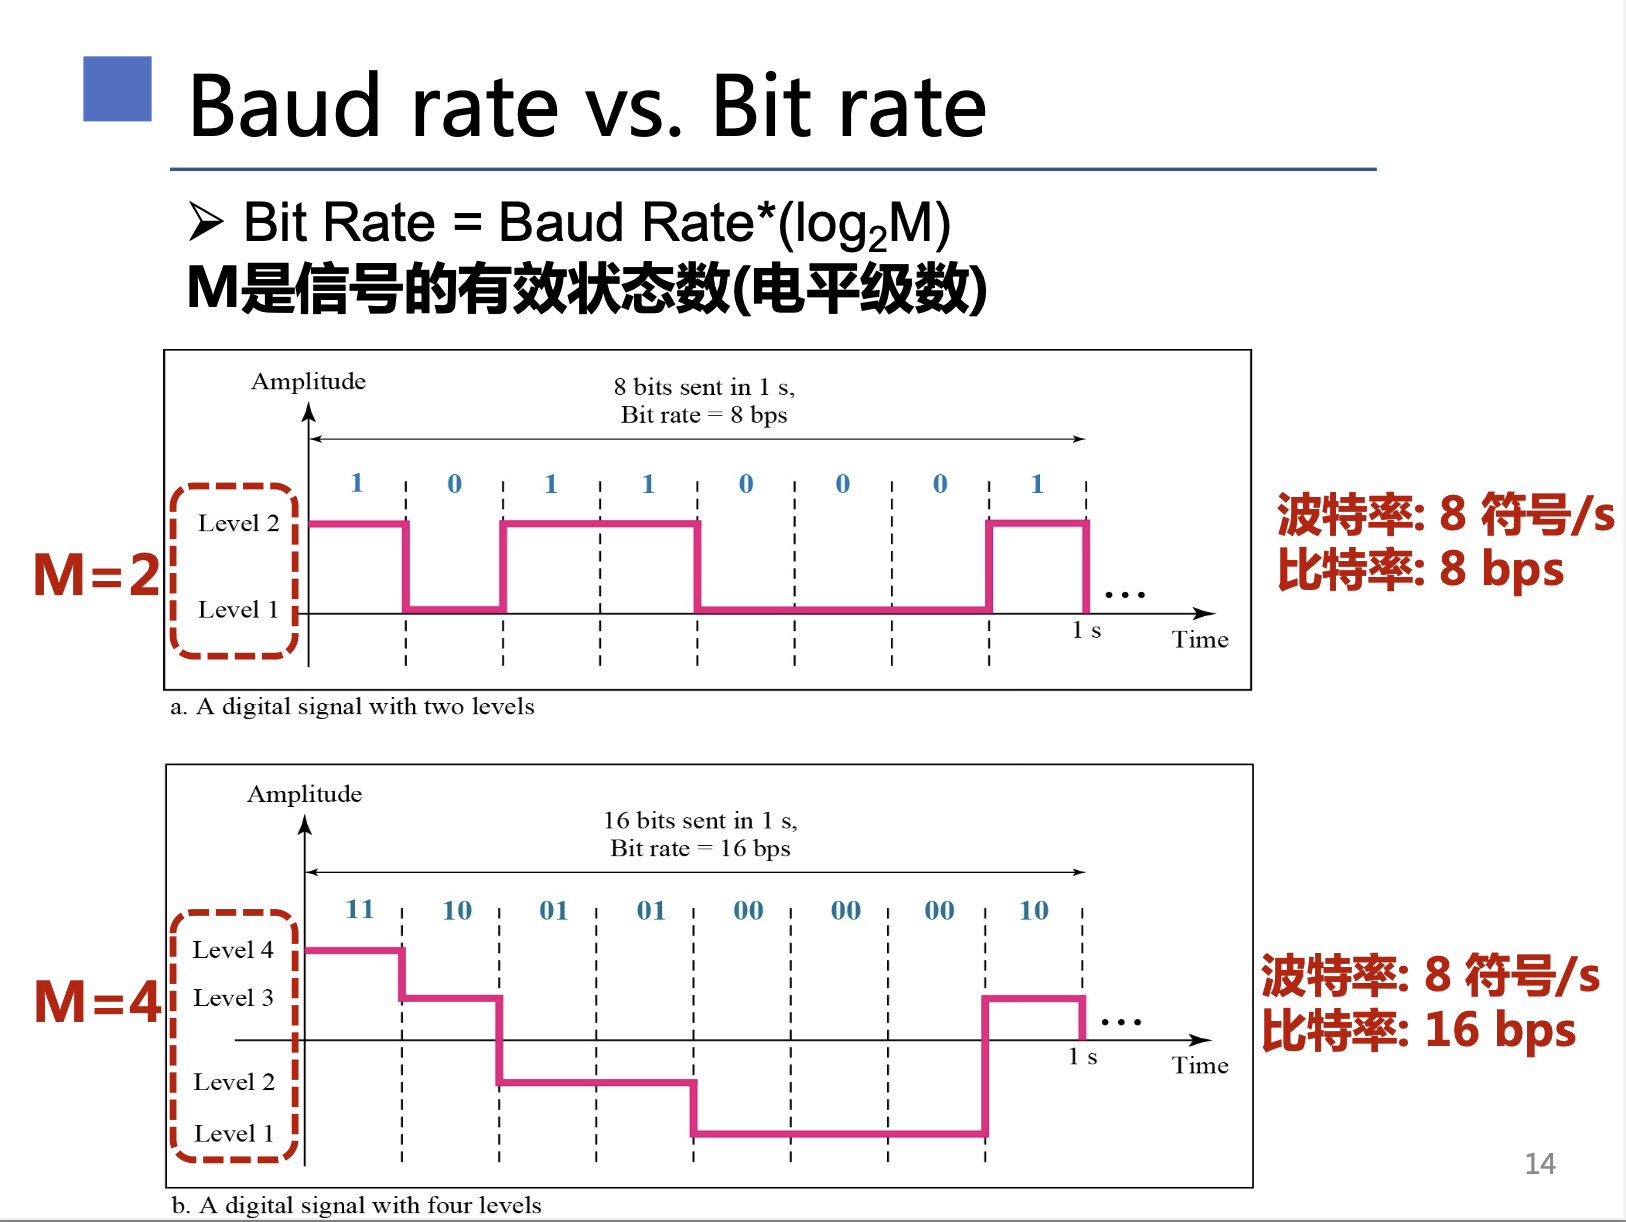 Baud rate vs. Bit rate
➢ Bit Rate = Baud Rate*(log₂M)
M是信号的有效状态数(电平级数)
Amplitude
8 bits sent in 1 s,
Bit rate = 8 bps
1 0 1 1 0 0 0 1
Level 2
Level 1
M=2
...
1 s
Time
波特率: 8 符号/s
比特率: 8 bps
a. A digital signal with two levels
Amplitude
16 bits sent in 1 s,
Bit rate = 16 bps
11 10 01 01 00 00 00 10
Level 4
Level 3
Level 2
Level 1
M=4
...
1 s
Time
波特率: 8 符号/s
比特率: 16 bps
b. A digital signal with four levels
14